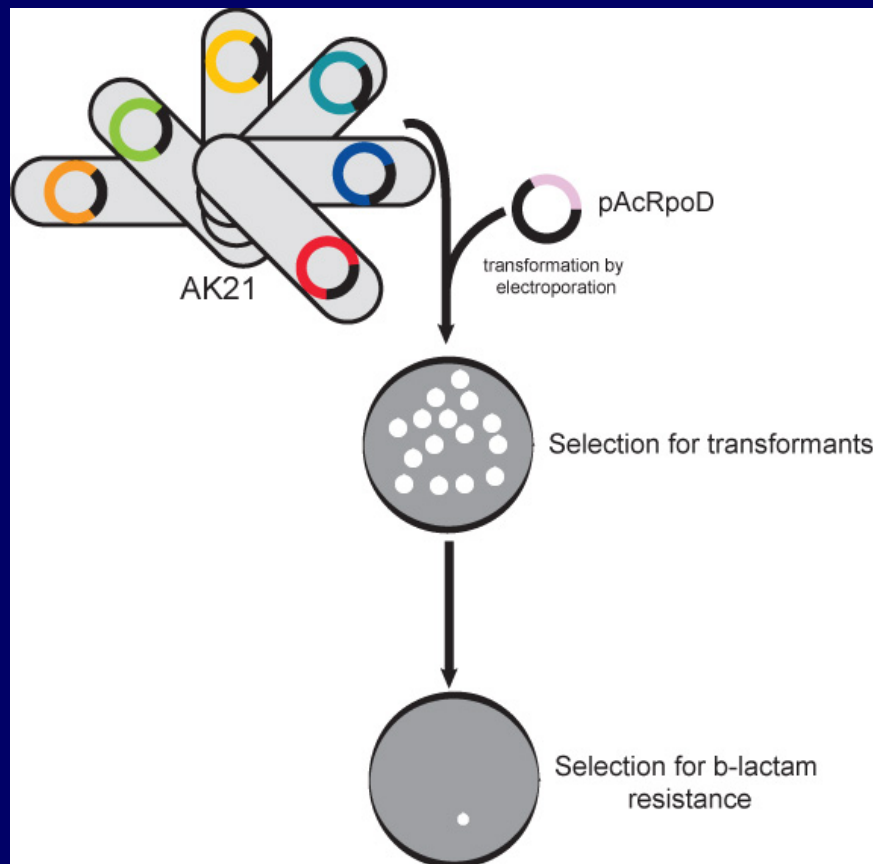 pAcRpoD
transformation by
electroporation
AK21
Selection for transformants
Selection for b-lactam
resistance